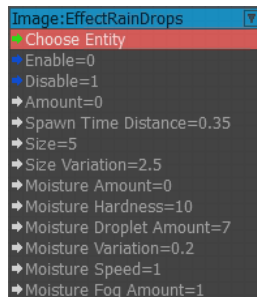 Image:EffectRainDrops
Choose Entity
Enable=0
Disable=1
Amount=0
Spawn Time Distance=0.35
Size=5
Size Variation=2.5
Moisture Amount=0
Moisture Hardness=10
Moisture Droplet Amount=7
Moisture Variation=0.2
Moisture Speed=1
Moisture Fog Amount=1